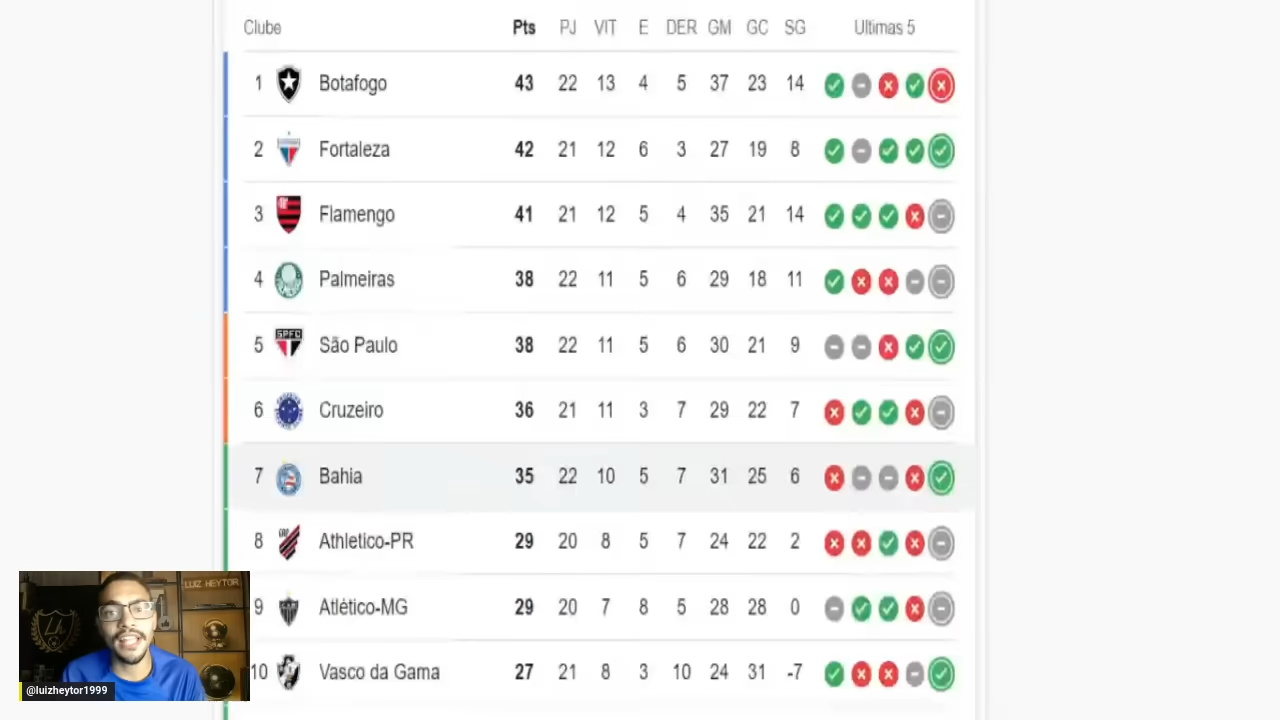 Clube Pts PJ VIT E DER GM GC SG Ultimas 5
1 Botafogo 43 22 13 4 5 37 23 14
2 Fortaleza 42 21 12 6 3 27 19 8
3 Flamengo 41 21 12 5 4 35 21 14
4 Palmeiras 38 22 11 5 6 29 18 11
SPFC
5 São Paulo 38 22 11 5 6 30 21 9
6 Cruzeiro 36 21 11 3 7 29 22 7
7 Bahia 35 22 10 5 7 31 25 6
8 Athletico-PR 29 20 8 5 7 24 22 2
9 Atlético-MG 29 20 7 8 5 28 28 0
10 Vasco da Gama 27 21 8 3 10 24 31 -7
LUIZ HEYTOR
Lh
@luizheytor1999